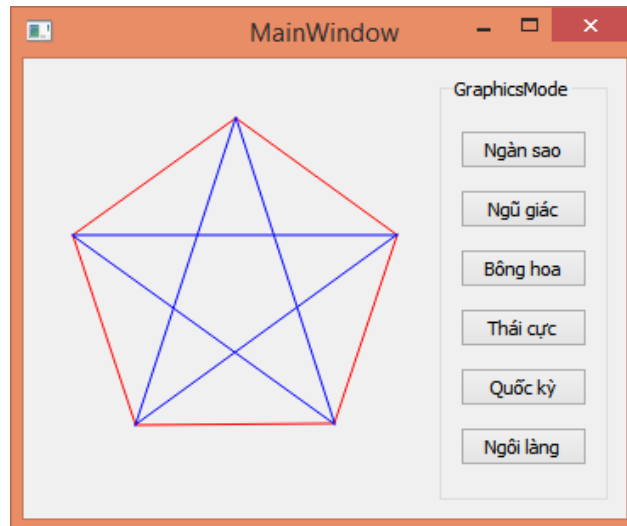 MainWindow
GraphicsMode
Ngàn sao
Ngũ giác
Bông hoa
Thái cực
Quốc kỳ
Ngôi làng